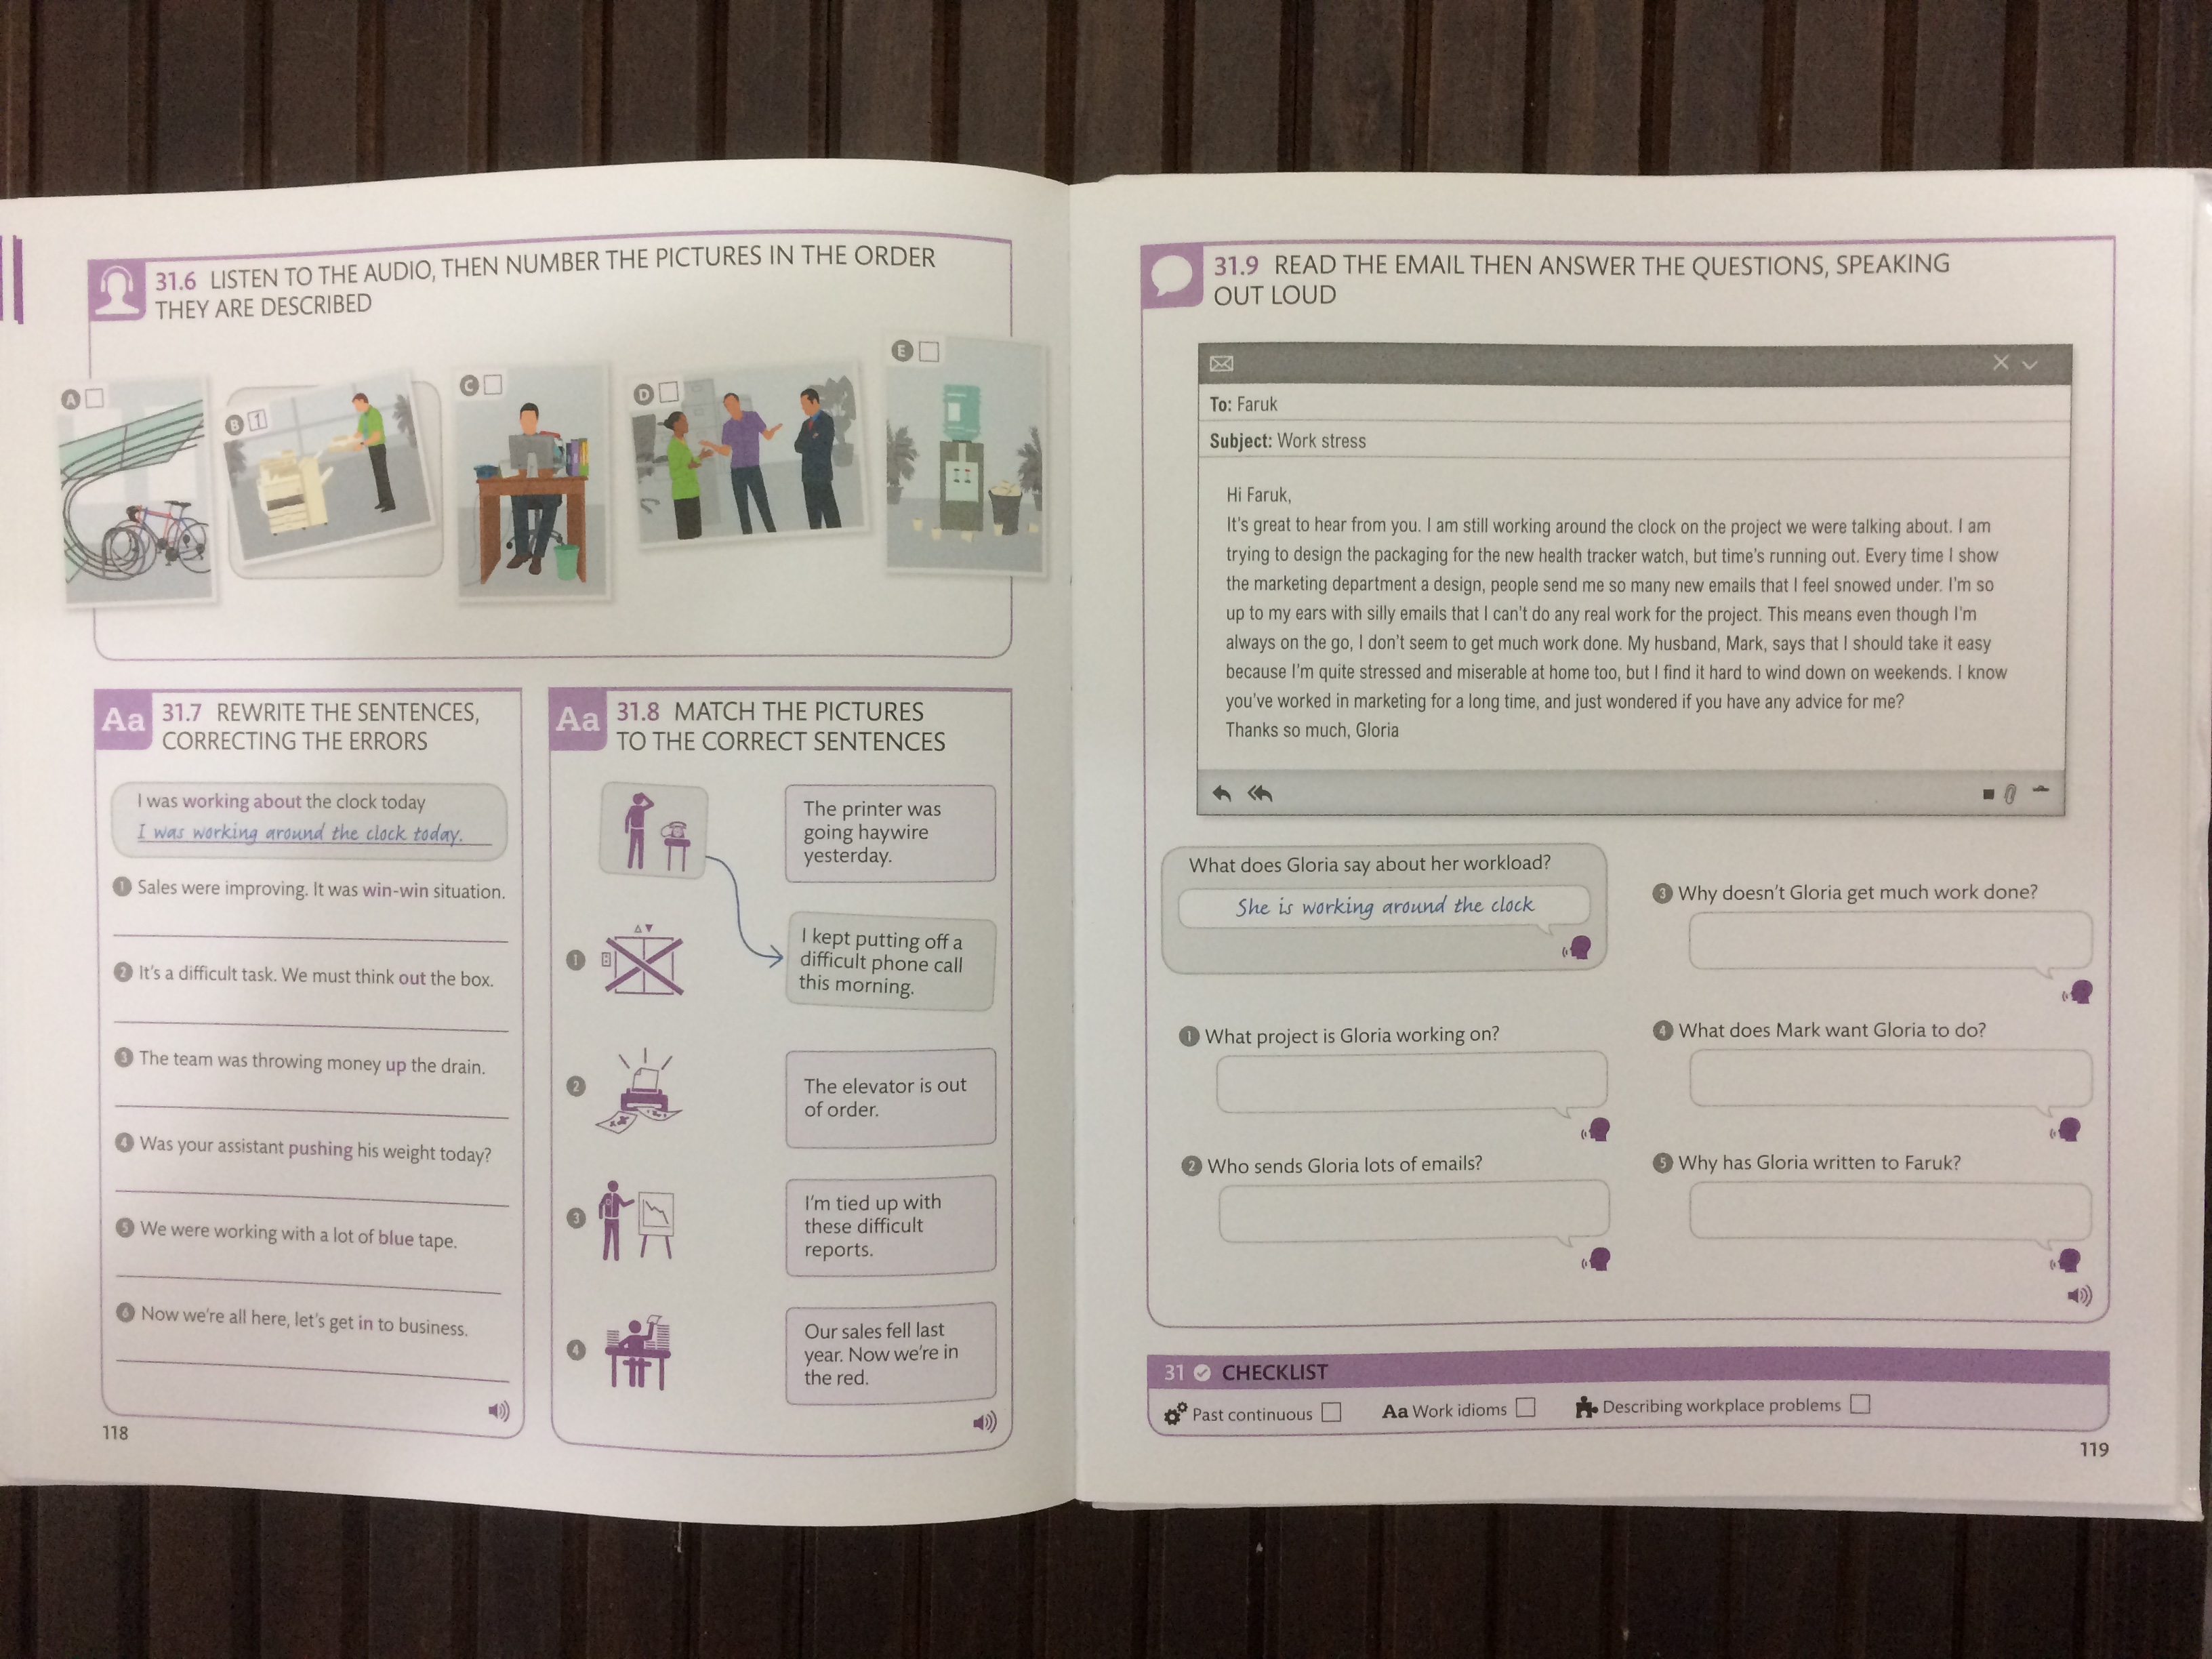 31.6 LISTEN TO THE AUDIO, THEN NUMBER THE PICTURES IN THE ORDER
THEY ARE DESCRIBED
A
B 1
C
D
E
Aa 31.7 REWRITE THE SENTENCES,
CORRECTING THE ERRORS
I was working about the clock today
I was working around the clock today.
1 Sales were improving. It was win-win situation.
2 It's a difficult task. We must think out the box.
3 The team was throwing money up the drain.
4 Was your assistant pushing his weight today?
5 We were working with a lot of blue tape.
6 Now we're all here, let's get in to business.
Aa 31.8 MATCH THE PICTURES
TO THE CORRECT SENTENCES
The printer was
going haywire
yesterday.
1
I kept putting off a
difficult phone call
this morning.
2
The elevator is out
of order.
3
I'm tied up with
these difficult
reports.
4
Our sales fell last
year. Now we're in
the red.
118
31.9 READ THE EMAIL THEN ANSWER THE QUESTIONS, SPEAKING
OUT LOUD
To: Faruk
Subject: Work stress
Hi Faruk,
It's great to hear from you. I am still working around the clock on the project we were talking about. I am
trying to design the packaging for the new health tracker watch, but time's running out. Every time I show
the marketing department a design, people send me so many new emails that I feel snowed under. I'm so
up to my ears with silly emails that I can't do any real work for the project. This means even though I'm
always on the go, I don't seem to get much work done. My husband, Mark, says that I should take it easy
because I'm quite stressed and miserable at home too, but I find it hard to wind down on weekends. I know
you've worked in marketing for a long time, and just wondered if you have any advice for me?
Thanks so much, Gloria
What does Gloria say about her workload?
She is working around the clock
1 What project is Gloria working on?
2 Who sends Gloria lots of emails?
3 Why doesn't Gloria get much work done?
4 What does Mark want Gloria to do?
5 Why has Gloria written to Faruk?
31 CHECKLIST
Past continuous Aa Work idioms Describing workplace problems
119